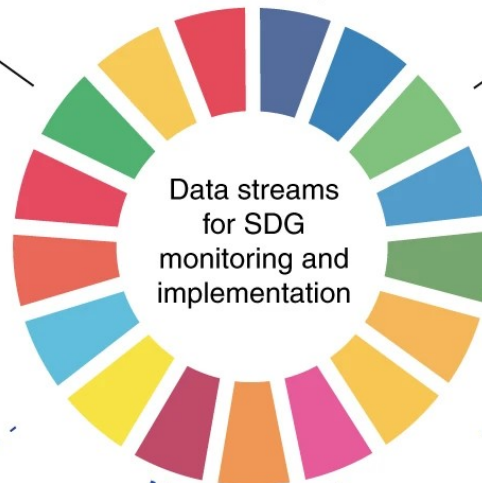 Data streams
for SDG
monitoring and
implementation